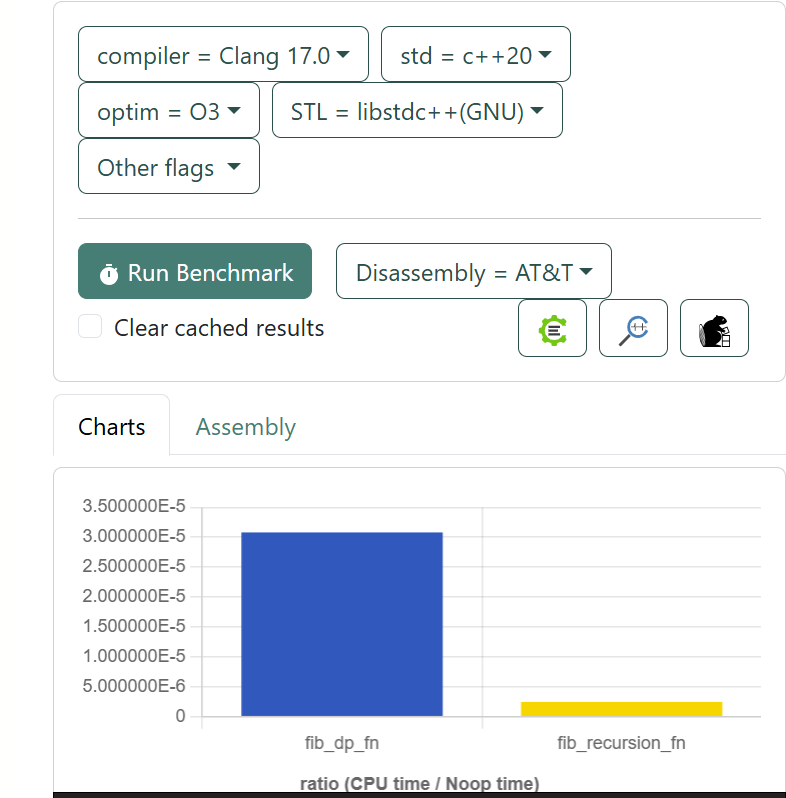 compiler = Clang 17.0
std = c++20
optim = O3
STL = libstdc++(GNU)
Other flags
Run Benchmark
Disassembly = AT&T
Clear cached results
Charts
Assembly
3.500000E-5
3.000000E-5
2.500000E-5
2.000000E-5
1.500000E-5
1.000000E-5
5.000000E-6
0
fib_dp_fn
fib_recursion_fn
ratio (CPU time / Noop time)